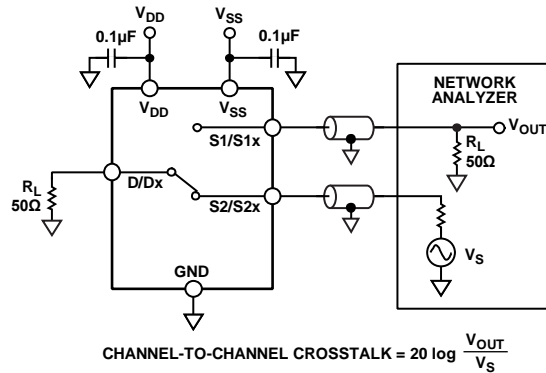 VDD
VSS
0.1µF
0.1µF
VDD
VSS
NETWORK
ANALYZER
S1/S1x
VOUT
RL
50Ω
D/Dx
RL
50Ω
S2/S2x
VS
GND
CHANNEL-TO-CHANNEL CROSSTALK = 20 log VOUT
VS